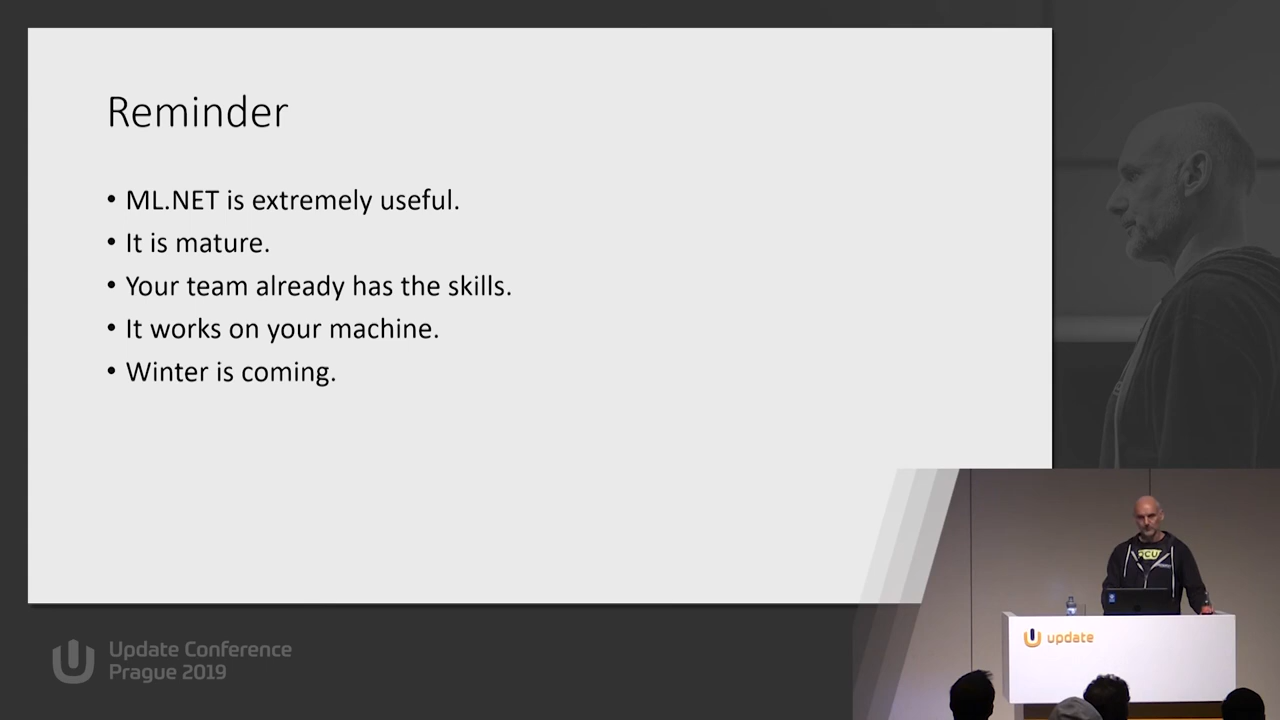 Reminder
• ML.NET is extremely useful.
• It is mature.
• Your team already has the skills.
• It works on your machine.
• Winter is coming.
Update Conference
Prague 2019
update